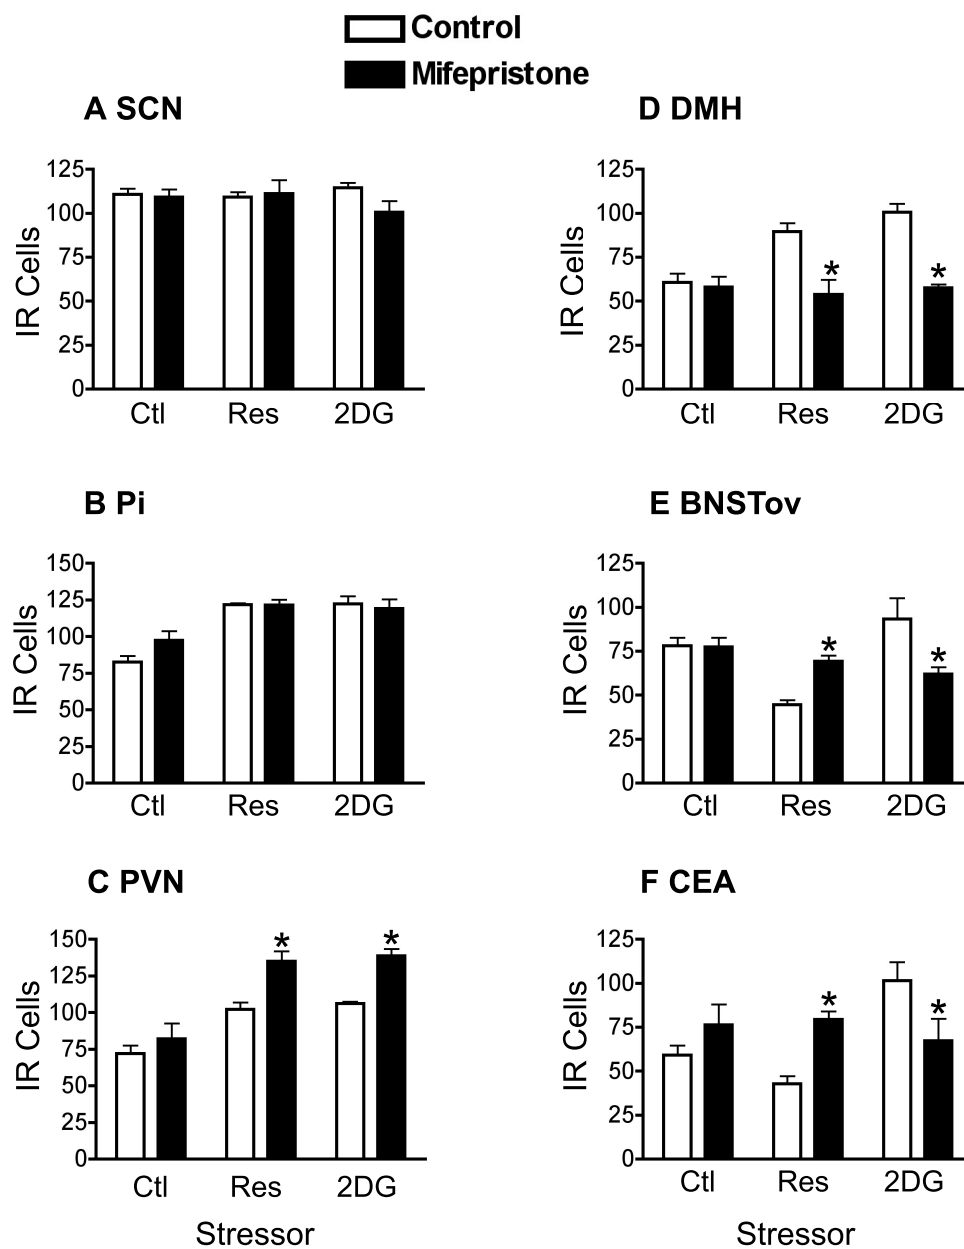 Control
Mifepristone
A SCN
125
100
75
50
25
0
IR Cells
Ctl Res 2DG
D DMH
125
100
75
50
25
0
IR Cells
* *
Ctl Res 2DG
B Pi
150
125
100
75
50
25
0
IR Cells
Ctl Res 2DG
E BNSTov
125
100
75
50
25
0
IR Cells
* *
Ctl Res 2DG
C PVN
150
125
100
75
50
25
0
IR Cells
* *
Ctl Res 2DG
Stressor
F CEA
125
100
75
50
25
0
IR Cells
* *
Ctl Res 2DG
Stressor